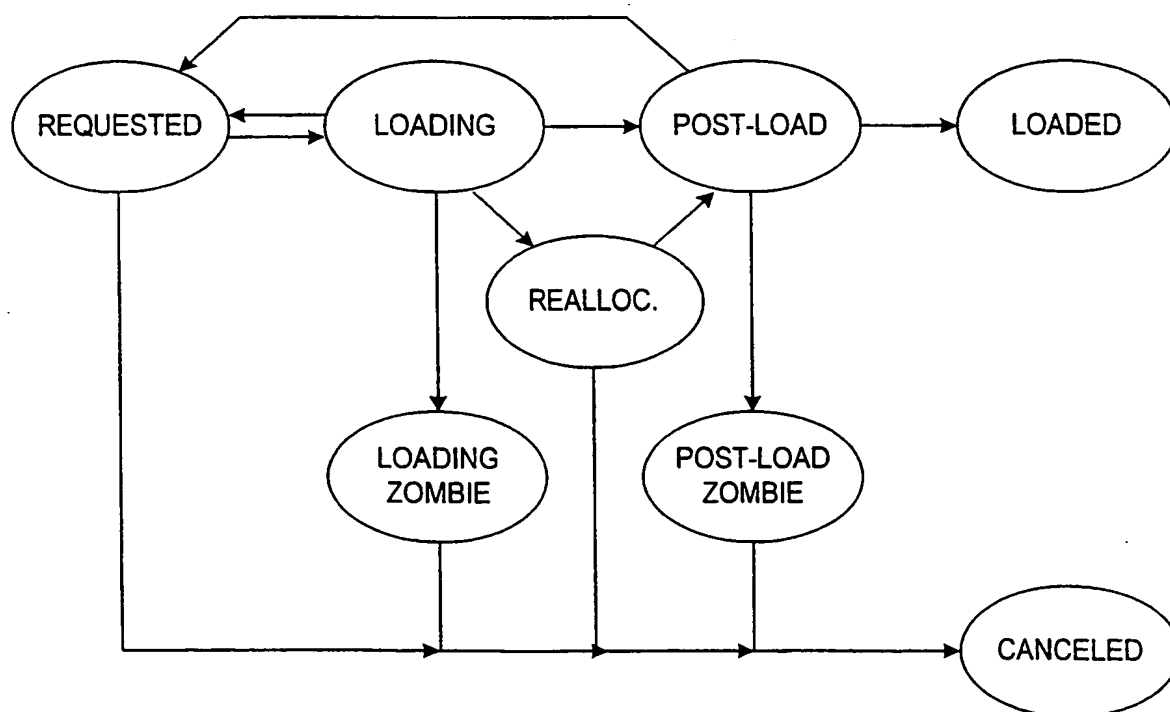 REQUESTED
LOADING
POST-LOAD
LOADED
REALLOC.
LOADING
ZOMBIE
POST-LOAD
ZOMBIE
CANCELED